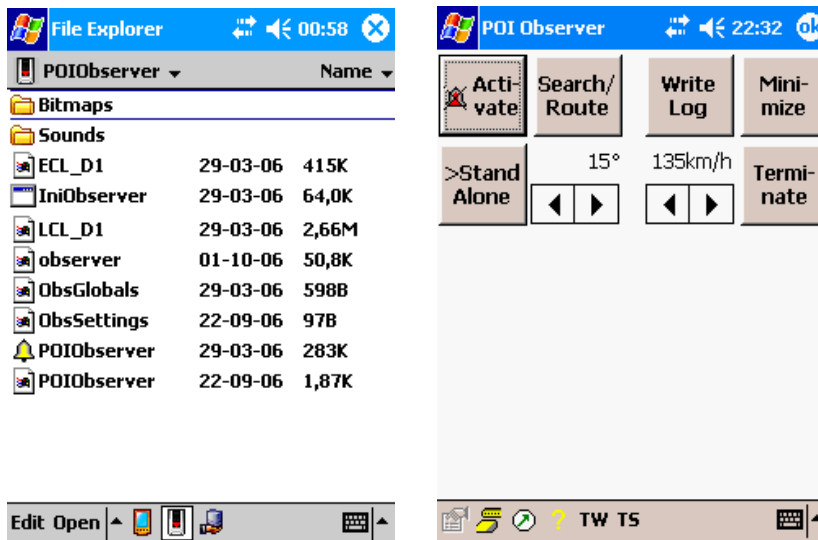 File Explorer 00:58
POIObserver Name
Bitmaps
Sounds
ECL_D1 29-03-06 415K
IniObserver 29-03-06 64,0K
LCL_D1 29-03-06 2,66M
observer 01-10-06 50,8K
ObsGlobals 29-03-06 598B
ObsSettings 22-09-06 97B
POIObserver 29-03-06 283K
POIObserver 22-09-06 1,87K
Edit Open
POI Observer 22:32 ok
Acti-
vate
Search/
Route
Write
Log
Mini-
mize
>Stand
Alone
15°
135km/h
Termi-
nate
? TW TS